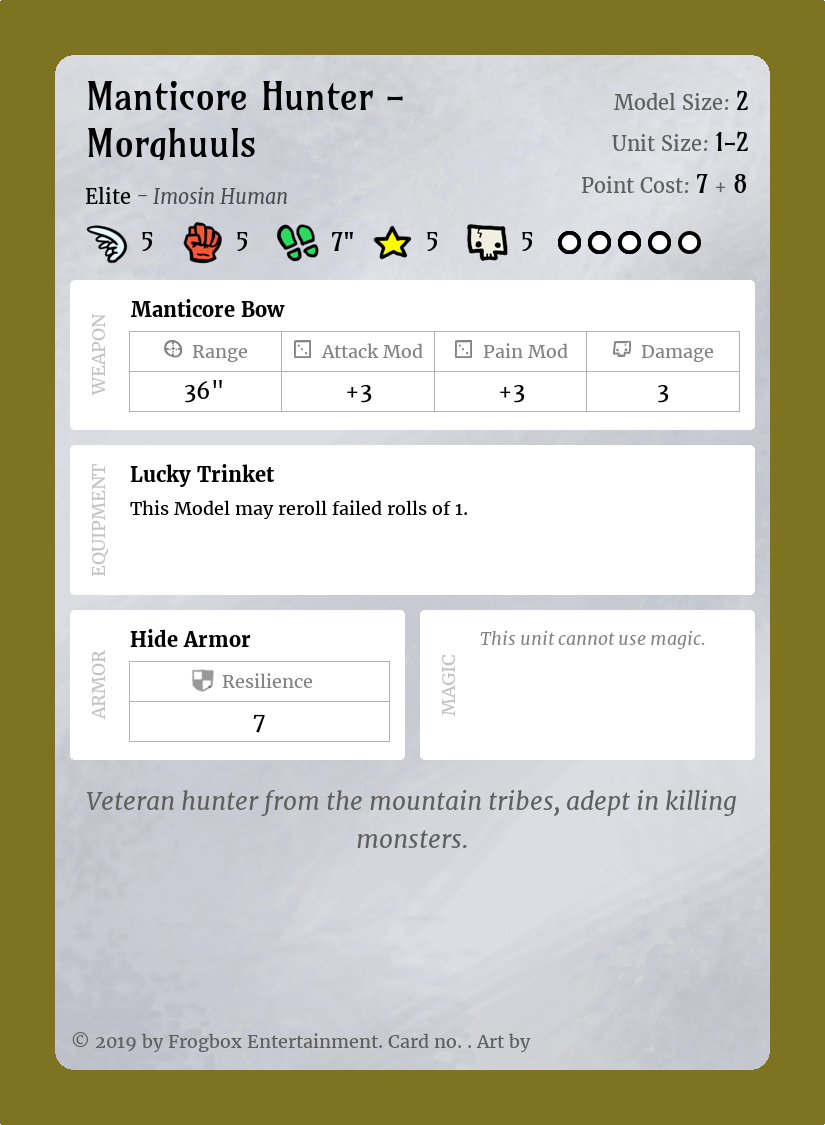 Manticore Hunter –
Morghuuls
Model Size: 2
Unit Size: 1–2
Point Cost: 7 + 8
Elite – Imosin Human
5 5 7" 5 5
WEAPON
Manticore Bow
Range Attack Mod Pain Mod Damage
36" +3 +3 3
EQUIPMENT
Lucky Trinket
This Model may reroll failed rolls of 1.
ARMOR
Hide Armor
Resilience
7
MAGIC
This unit cannot use magic.
Veteran hunter from the mountain tribes, adept in killing
monsters.
© 2019 by Frogbox Entertainment. Card no. . Art by